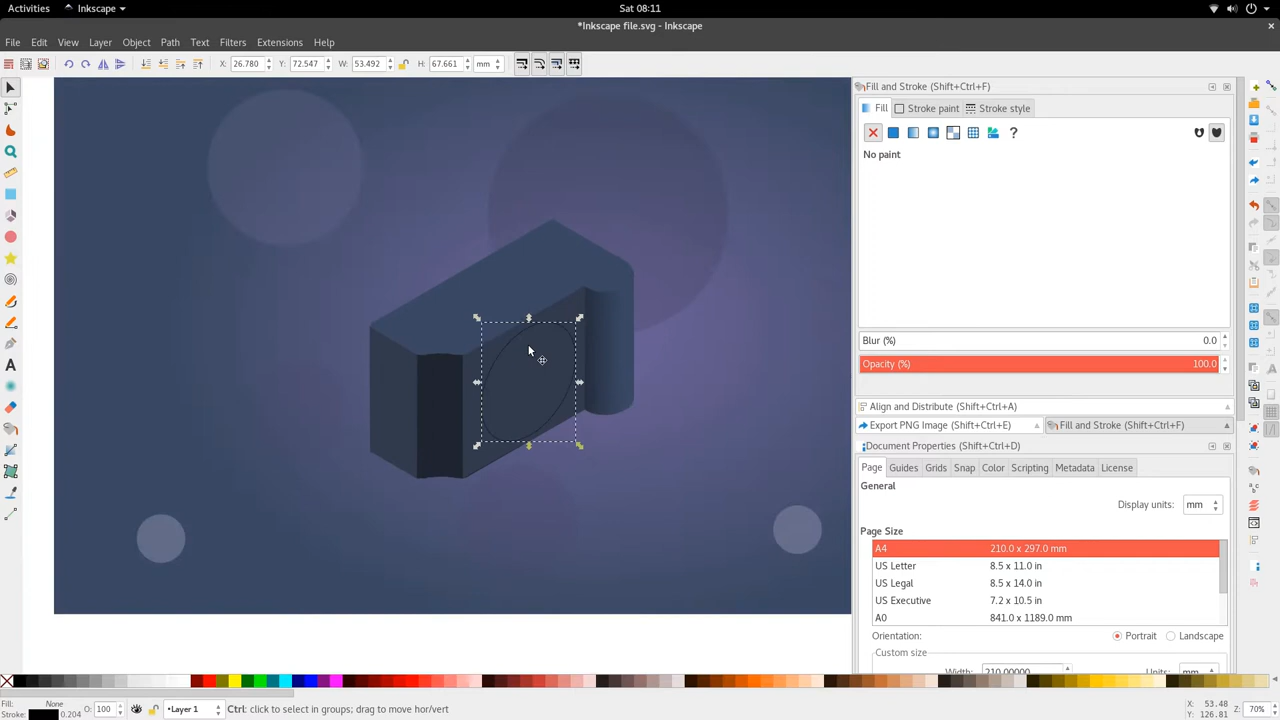 Activities Inkscape Sat 08:11
*Inkscape file.svg - Inkscape
File Edit View Layer Object Path Text Filters Extensions Help
X: 26.780 Y: 72.547 W: 53.492 H: 67.661 mm
Fill and Stroke (Shift+Ctrl+F)
Fill Stroke paint Stroke style
?
No paint
Blur (%) 0.0
Opacity (%) 100.0
Align and Distribute (Shift+Ctrl+A)
Export PNG Image (Shift+Ctrl+E) Fill and Stroke (Shift+Ctrl+F)
Document Properties (Shift+Ctrl+D)
Page Guides Grids Snap Color Scripting Metadata License
General
Display units: mm
Page Size
A4 210.0 x 297.0 mm
US Letter 8.5 x 11.0 in
US Legal 8.5 x 14.0 in
US Executive 7.2 x 10.5 in
A0 841.0 x 1189.0 mm
Orientation: Portrait Landscape
Custom size
Width: 210.00000 Units: mm
Fill: None
Stroke: 0.204 O: 100 •Layer 1 Ctrl: click to select in groups; drag to move hor/vert X: 53.48 Y: 126.81 Z: 70%